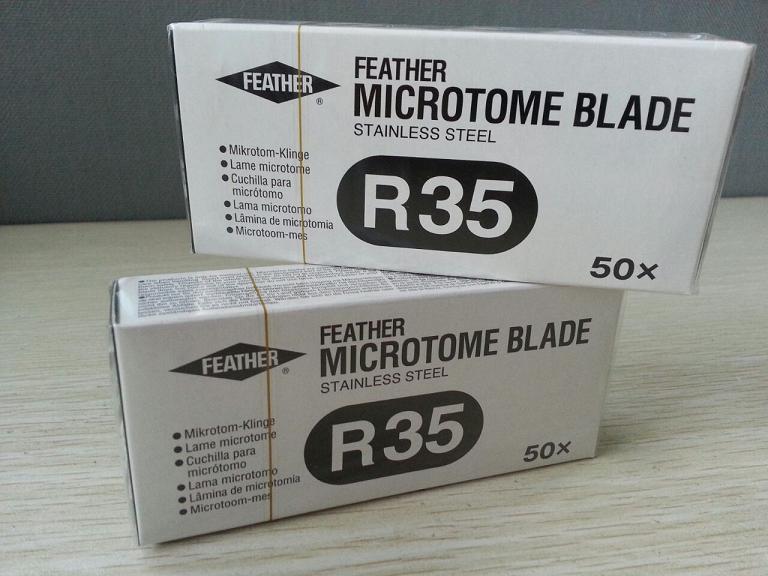 FEATHER
®
FEATHER
MICROTOME BLADE
STAINLESS STEEL
● Mikrotom-Klinge
● Lame microtome
● Cuchilla para
micrótomo
● Lama microtomo
● Lâmina de microtomia
● Microtoom-mes
R35
50×
FEATHER
®
FEATHER
MICROTOME BLADE
STAINLESS STEEL
● Mikrotom-Klinge
● Lame microtome
● Cuchilla para
micrótomo
● Lama microtomo
● Lâmina de microtomia
● Microtoom-mes
R35
50×